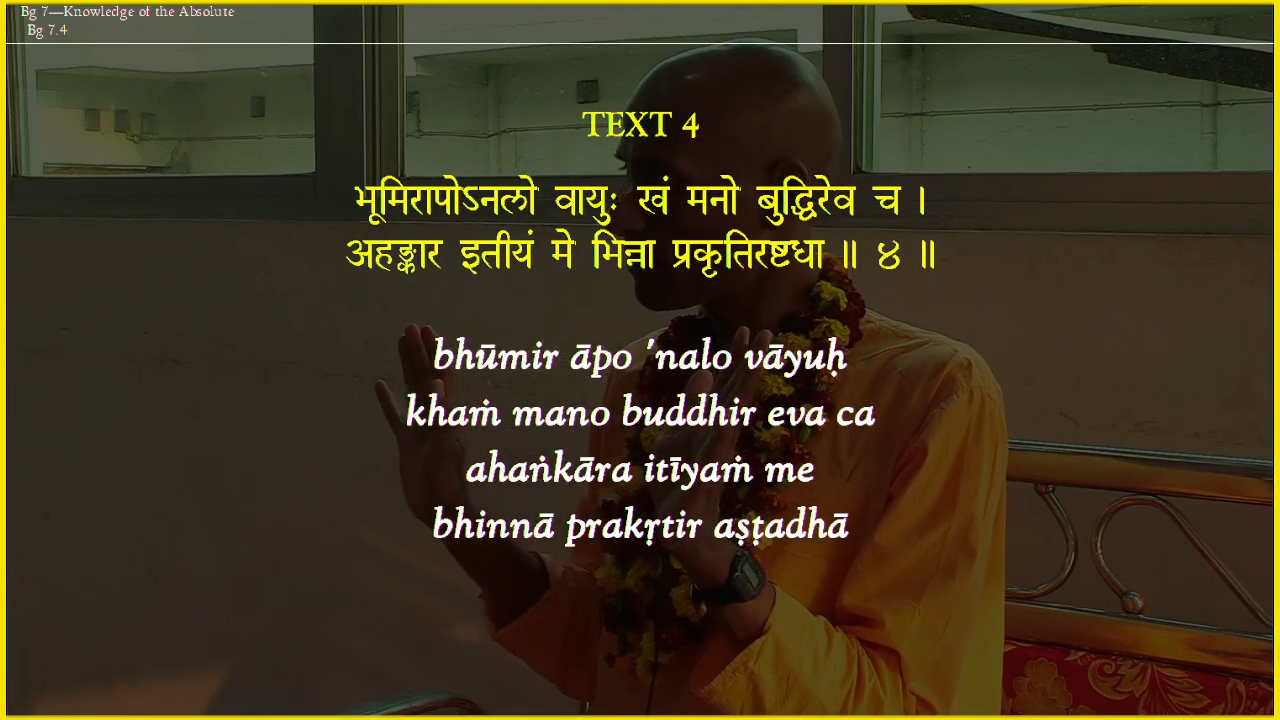 Bg 7—Knowledge of the Absolute
Bg 7.4
TEXT 4
भूमिरापोऽनलो वायुः खं मनो बुद्धिरेव च ।
अहङ्कार इतीयं मे भिन्ना प्रकृतिरष्टधा ॥ ४ ॥
bhūmir āpo 'nalo vāyuḥ
khaṁ mano buddhir eva ca
ahaṅkāra itīyaṁ me
bhinnā prakṛtir aṣṭadhā